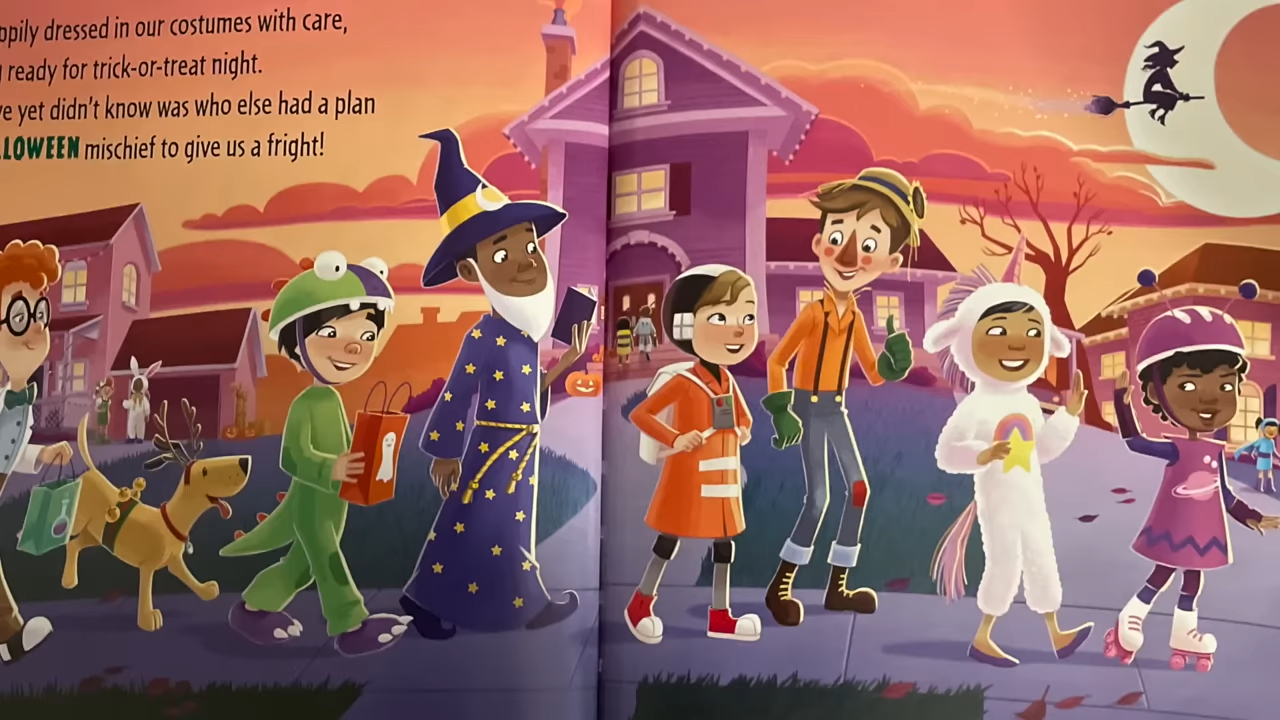 ppily dressed in our costumes with care,
ready for trick-or-treat night.
ve yet didn't know was who else had a plan
LOWEEN mischief to give us a fright!